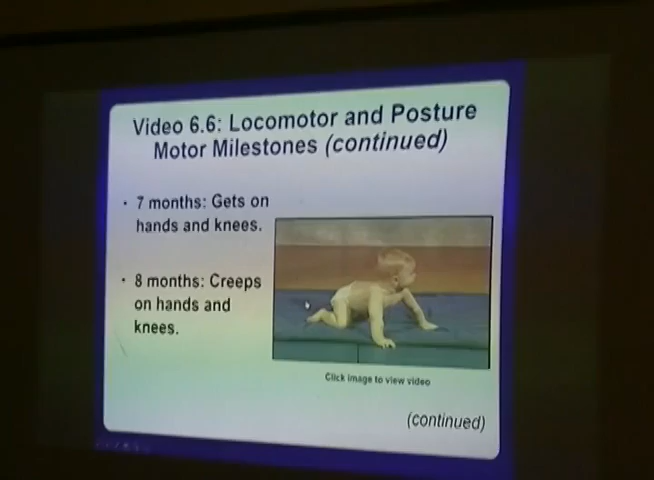 Video 6.6: Locomotor and Posture
Motor Milestones (continued)
• 7 months: Gets on
hands and knees.
• 8 months: Creeps
on hands and
knees.
Click image to view video
(continued)